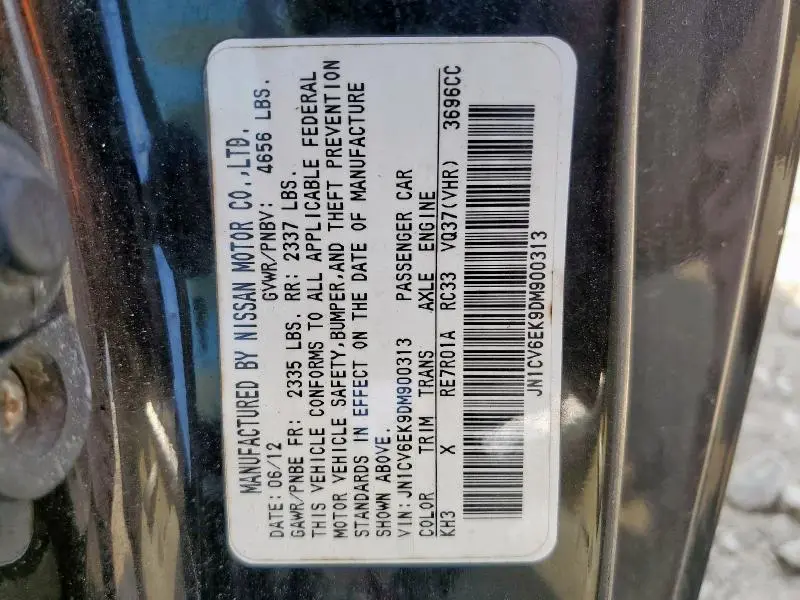 MANUFACTURED BY NISSAN MOTOR CO.,LTD.
DATE: 06/12 GVWR/PNBV: 4656 LBS.
GAWR/PNBE FR: 2335 LBS. RR: 2337 LBS.
THIS VEHICLE CONFORMS TO ALL APPLICABLE FEDERAL
MOTOR VEHICLE SAFETY,BUMPER,AND THEFT PREVENTION
STANDARDS IN EFFECT ON THE DATE OF MANUFACTURE
SHOWN ABOVE.
VIN:JN1CV6EK9DM900313 PASSENGER CAR
COLOR TRIM TRANS AXLE ENGINE
KH3 X RE7R01A RC33 VQ37(VHR) 3696CC
JN1CV6EK9DM900313